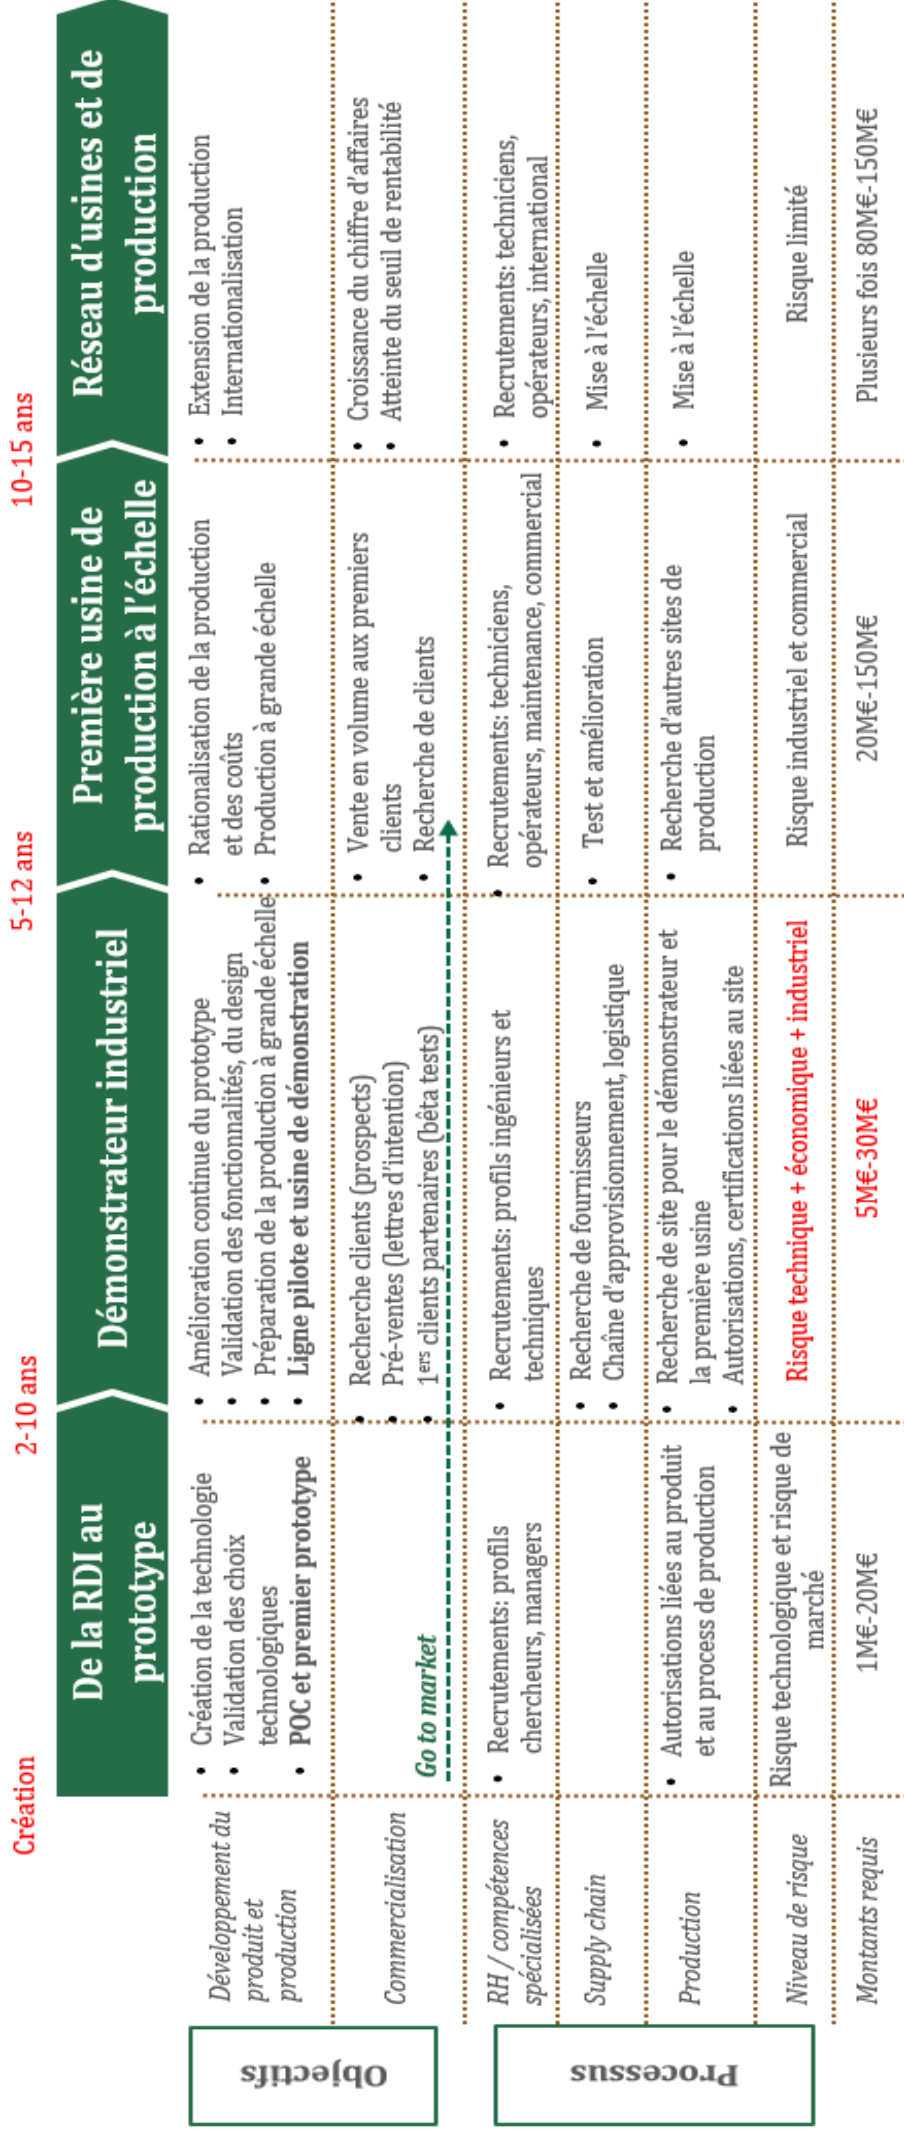 Création
2-10 ans
5-12 ans
10-15 ans
De la RDI au
prototype
Démonstrateur industriel
Première usine de
production à l'échelle
Réseau d'usines et de
production
Objectifs
Développement du
produit et
production
• Création de la technologie
• Validation des choix
technologiques
• POC et premier prototype
• Amélioration continue du prototype
• Validation des fonctionnalités, du design
• Préparation de la production à grande échelle
• Ligne pilote et usine de démonstration
• Rationalisation de la production
et des coûts
• Production à grande échelle
• Extension de la production
• Internationalisation
Commercialisation
Go to market
• Recherche clients (prospects)
• Pré-ventes (lettres d'intention)
• 1ers clients partenaires (bêta tests)
• Vente en volume aux premiers
clients
• Recherche de clients
• Croissance du chiffre d'affaires
• Atteinte du seuil de rentabilité
Processus
RH / compétences
spécialisées
• Recrutements: profils
chercheurs, managers
• Recrutements: profils ingénieurs et
techniques
• Recrutements: techniciens,
opérateurs, maintenance, commercial
• Recrutements: techniciens,
opérateurs, international
Supply chain
• Recherche de fournisseurs
• Chaîne d'approvisionnement, logistique
• Test et amélioration
• Mise à l'échelle
Production
• Autorisations liées au produit
et au process de production
• Recherche de site pour le démonstrateur et
la première usine
• Autorisations, certifications liées au site
• Recherche d'autres sites de
production
• Mise à l'échelle
Niveau de risque
Risque technologique et risque de
marché
Risque technique + économique + industriel
Risque industriel et commercial
Risque limité
Montants requis
1M€-20M€
5M€-30M€
20M€-150M€
Plusieurs fois 80M€-150M€